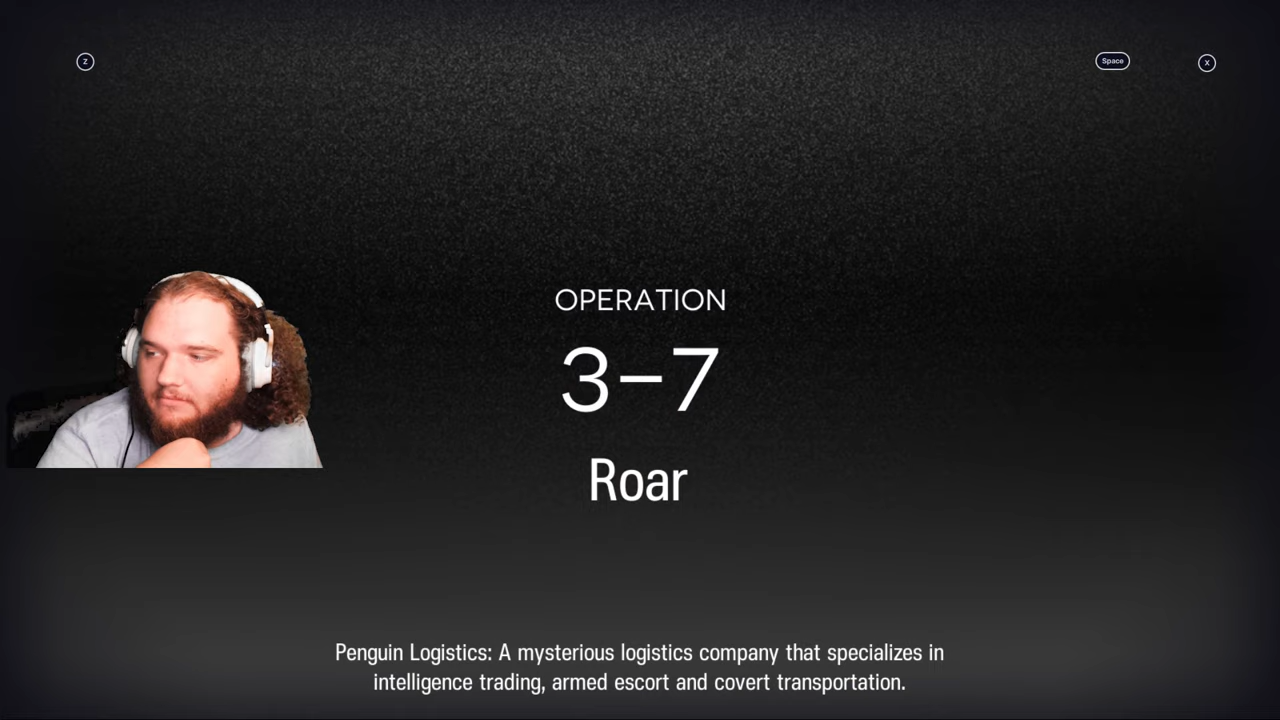 Z
Space
X
OPERATION
3–7
Roar
Penguin Logistics: A mysterious logistics company that specializes in
intelligence trading, armed escort and covert transportation.